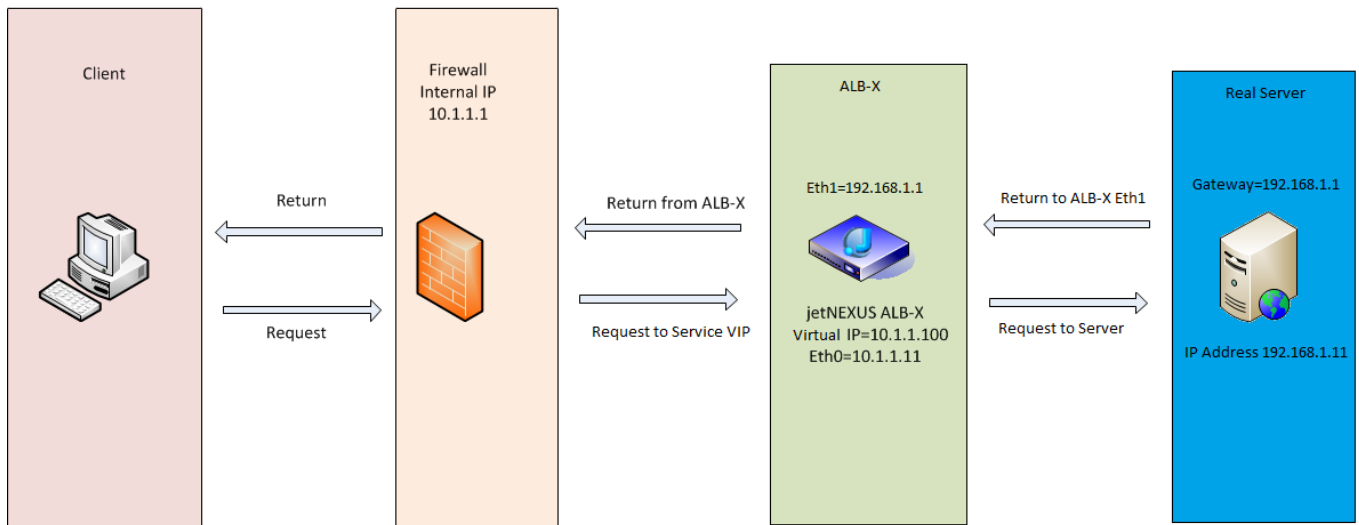 Client
Firewall
Internal IP
10.1.1.1
ALB-X
Real Server
Return
Request
Return from ALB-X
Request to Service VIP
Eth1=192.168.1.1
jetNEXUS ALB-X
Virtual IP=10.1.1.100
Eth0=10.1.1.11
Return to ALB-X Eth1
Request to Server
Gateway=192.168.1.1
IP Address 192.168.1.11